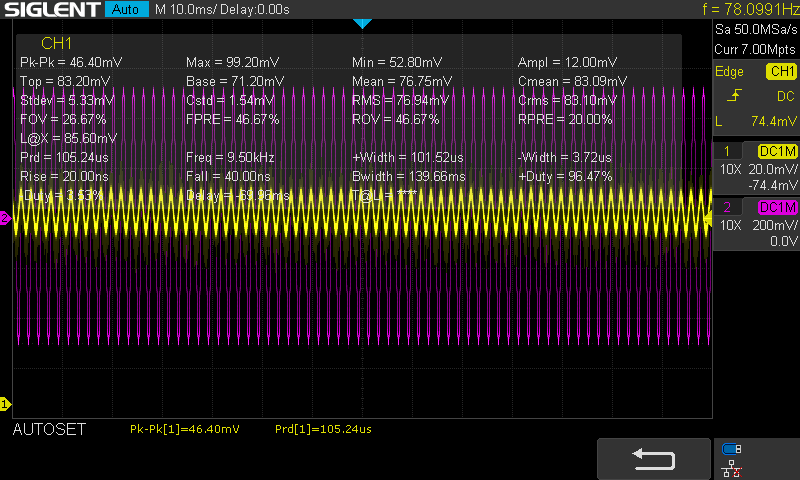 SIGLENT Auto M 10.0ms/ Delay:0.00s f = 78.0991Hz
Sa 50.0MSa/s
Curr 7.00Mpts
CH1
Pk-Pk = 46.40mV Max = 99.20mV Min = 52.80mV Ampl = 12.00mV
Top = 83.20mV Base = 71.20mV Mean = 76.75mV Cmean = 83.09mV
Stdev = 5.33mV Cstd = 1.54mV RMS = 76.94mV Crms = 83.10mV
FOV = 26.67% FPRE = 46.67% ROV = 46.67% RPRE = 20.00%
L@X = 85.60mV
Prd = 105.24us Freq = 9.50kHz +Width = 101.52us -Width = 3.72us
Rise = 20.00ns Fall = 40.00ns Bwidth = 139.66ms +Duty = 96.47%
-Duty = 3.53% Delay = -69.96ms T@L = ****
Edge CH1
DC
L 74.4mV
1 DC1M
10X 20.0mV/
-74.4mV
2 DC1M
10X 200mV/
0.0V
2
1
AUTOSET Pk-Pk[1]=46.40mV Prd[1]=105.24us